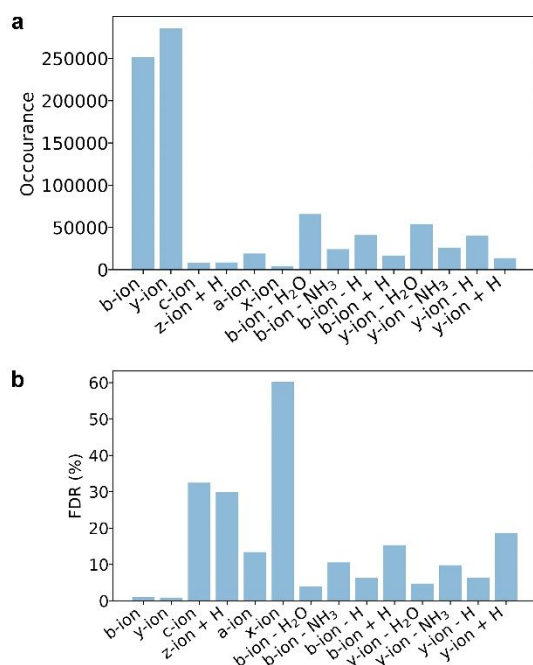 a
Occourance
250000
200000
150000
100000
50000
0
b-ion
y-ion
c-ion
z-ion + H
a-ion
x-ion
b-ion - H₂O
b-ion - NH₃
b-ion - H
b-ion + H
y-ion - H₂O
y-ion - NH₃
y-ion - H
y-ion + H
b
FDR (%)
60
50
40
30
20
10
0
b-ion
y-ion
c-ion
z-ion + H
a-ion
x-ion
b-ion - H₂O
b-ion - NH₃
b-ion - H
b-ion + H
y-ion - H₂O
y-ion - NH₃
y-ion - H
y-ion + H